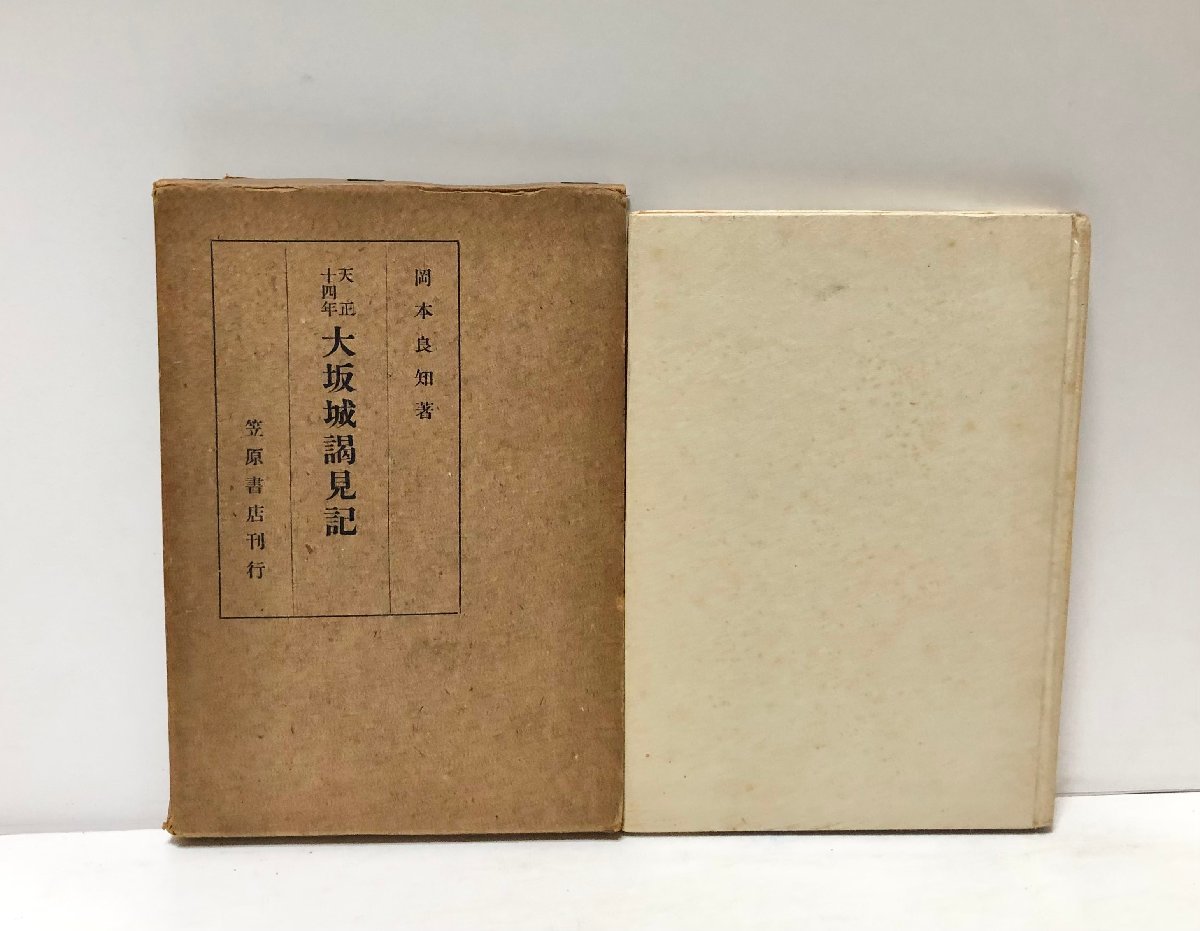 岡本良知著
天正十四年 大坂城謁見記
笠原書店刊行